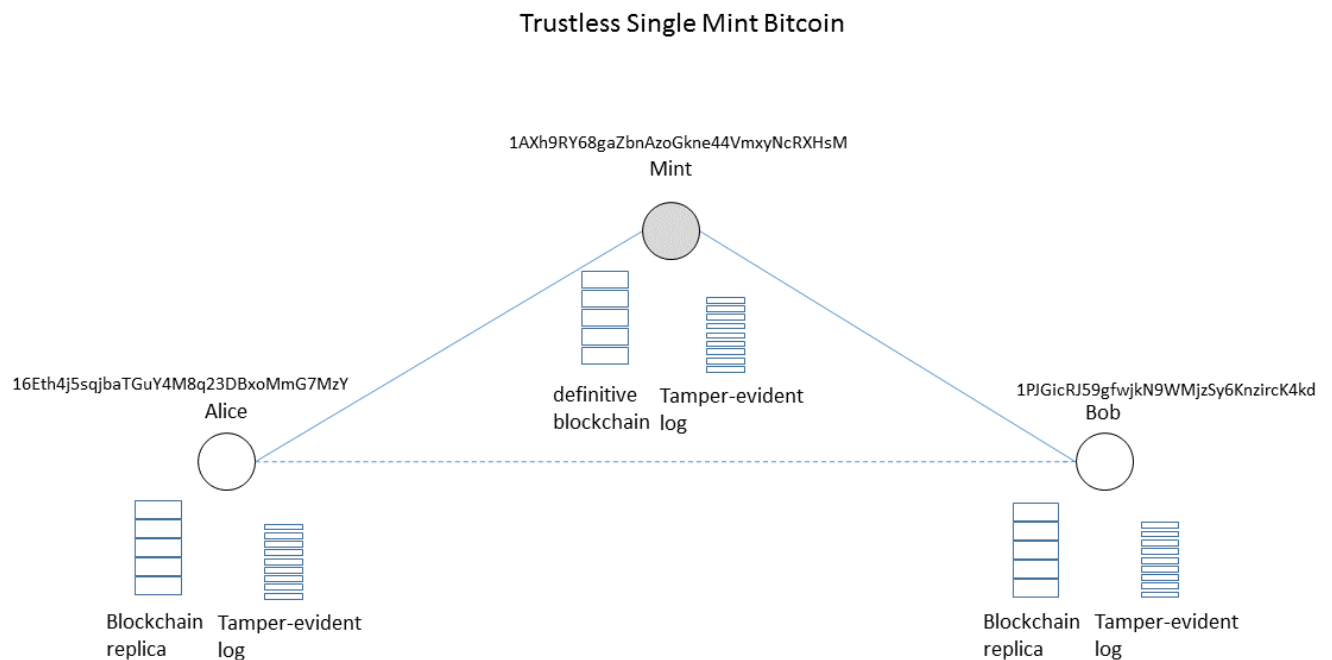 Trustless Single Mint Bitcoin
1AXh9RY68gaZbnAzoGkne44VmxyNcRXHsM
Mint
definitive
blockchain
Tamper-evident
log
16Eth4j5sqjbaTGuY4M8q23DBxoMmG7MzY
Alice
Blockchain
replica
Tamper-evident
log
1PJGicRJ59gfwjkN9WMjzSy6KnzircK4kd
Bob
Blockchain
replica
Tamper-evident
log